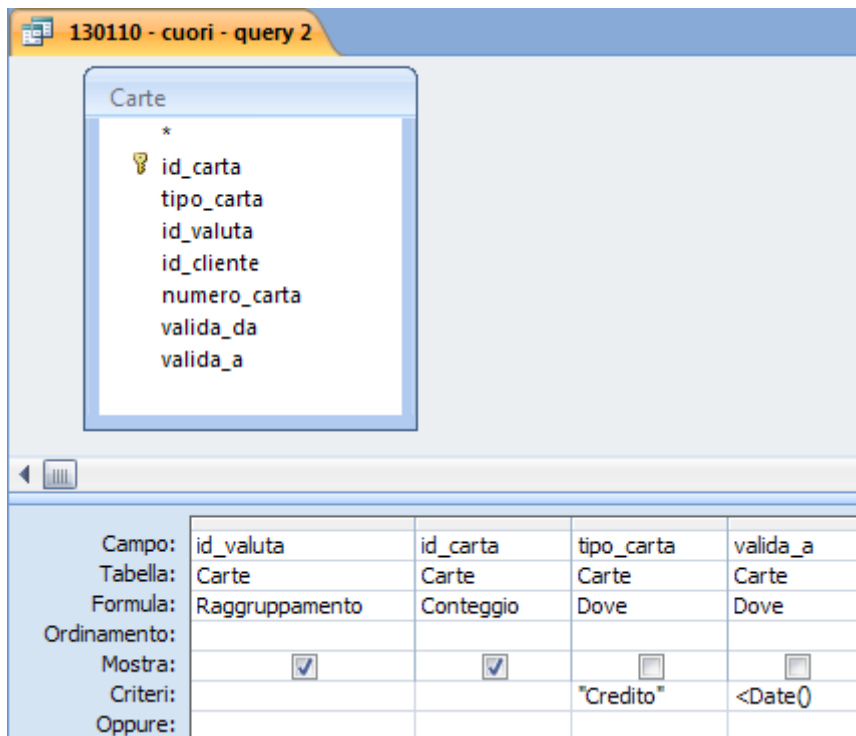 130110 - cuori - query 2
Carte
*
id_carta
tipo_carta
id_valuta
id_cliente
numero_carta
valida_da
valida_a
Campo: id_valuta id_carta tipo_carta valida_a
Tabella: Carte Carte Carte Carte
Formula: Raggruppamento Conteggio Dove Dove
Ordinamento:
Mostra:
Criteri: "Credito" <Date()
Oppure: